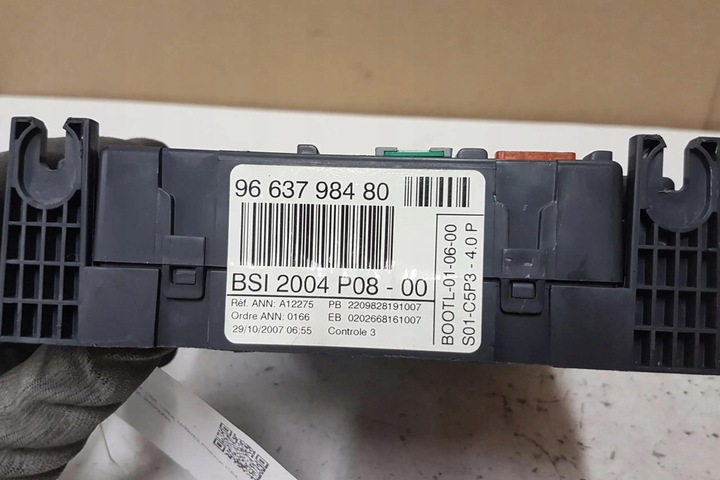 96 637 984 80
BSI 2004 P08 - 00
Réf. ANN: A12275 PB 2209828191007
Ordre ANN: 0166 EB 0202668161007
29/10/2007 06:55 Controle 3
BOOTL-01-06-00
S01-C5P3 - 4.0 P